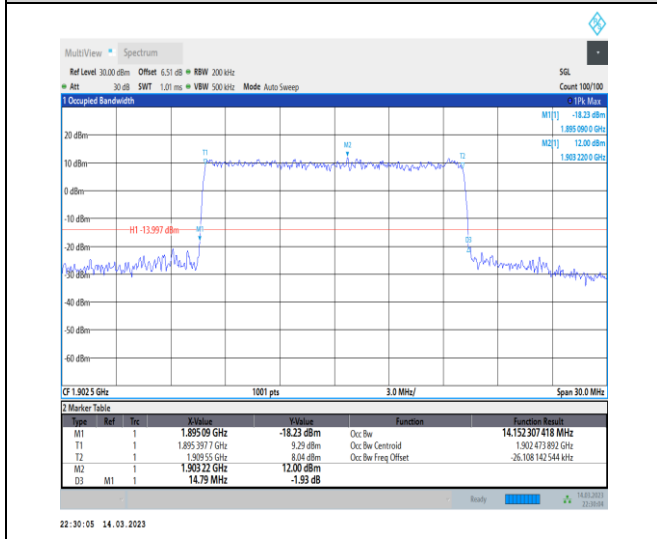 MultiView Spectrum
Ref Level 30.00 dBm Offset 6.51 dB RBW 200 kHz SGL
Att 30 dB SWT 1.01 ms VBW 500 kHz Mode Auto Sweep Count 100/100
1 Occupied Bandwidth 1Pk Max
M1[1] -18.23 dBm
1.895 090 0 GHz
M2[1] 12.00 dBm
1.903 220 0 GHz
20 dBm
M2
T1 T2
10 dBm
0 dBm
-10 dBm
H1 -13.997 dBm M1
D3
-20 dBm
-30 dBm
-40 dBm
-50 dBm
-60 dBm
CF 1.902 5 GHz 1001 pts 3.0 MHz/ Span 30.0 MHz
2 Marker Table
Type Ref Trc X-Value Y-Value Function Function Result
M1 1 1.895 09 GHz -18.23 dBm Occ Bw 14.152 307 418 MHz
T1 1 1.895 397 7 GHz 9.29 dBm Occ Bw Centroid 1.902 473 892 GHz
T2 1 1.909 55 GHz 8.04 dBm Occ Bw Freq Offset -26.108 142 544 kHz
M2 1 1.903 22 GHz 12.00 dBm
D3 M1 1 14.79 MHz -1.93 dB
Ready 14.03.2023
22:30:04
22:30:05 14.03.2023